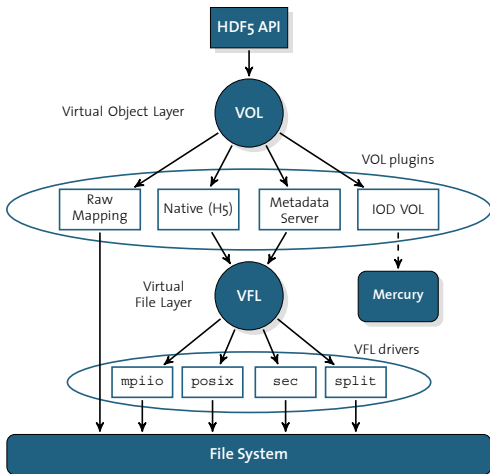 HDF5 API
Virtual Object Layer
VOL
VOL plugins
Raw
Mapping
Native (H5)
Metadata
Server
IOD VOL
Virtual
File Layer
VFL
Mercury
VFL drivers
mpiio
posix
sec
split
File System